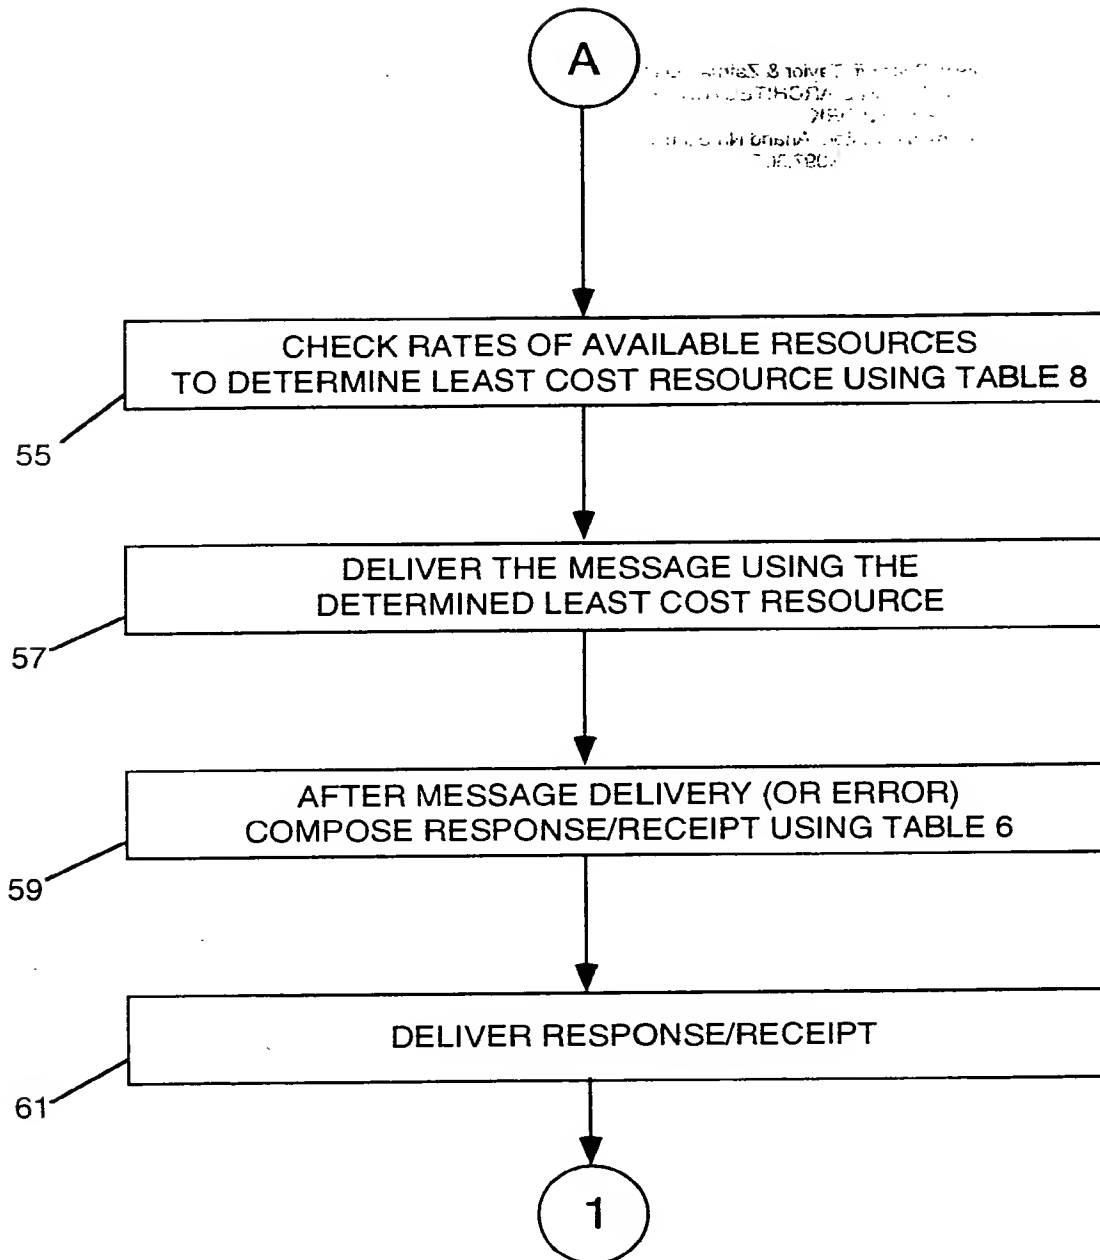 A
CHECK RATES OF AVAILABLE RESOURCES
TO DETERMINE LEAST COST RESOURCE USING TABLE 8
55
DELIVER THE MESSAGE USING THE
DETERMINED LEAST COST RESOURCE
57
AFTER MESSAGE DELIVERY (OR ERROR)
COMPOSE RESPONSE/RECEIPT USING TABLE 6
59
DELIVER RESPONSE/RECEIPT
61
1